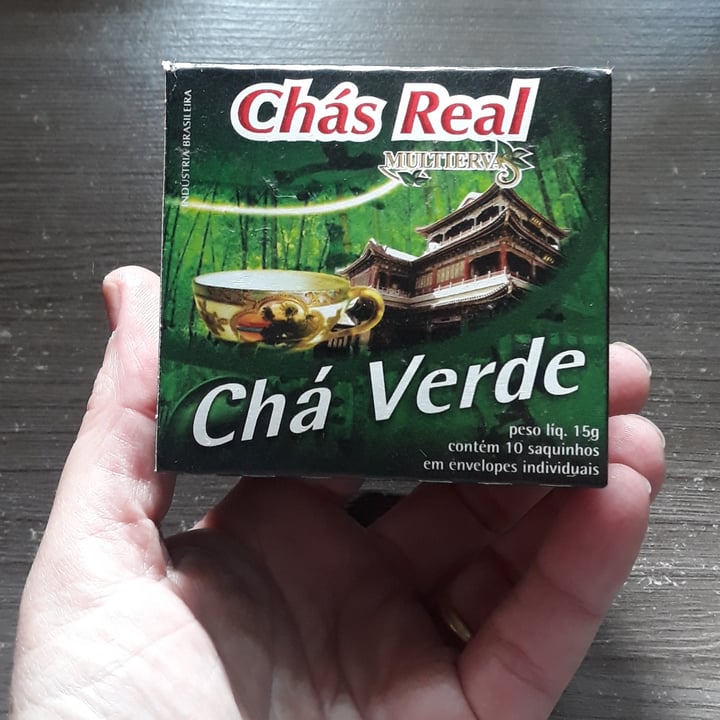 Chás Real
MULTIERVAS
INDÚSTRIA BRASILEIRA
Chá Verde
peso líq. 15g
contém 10 saquinhos
em envelopes individuais